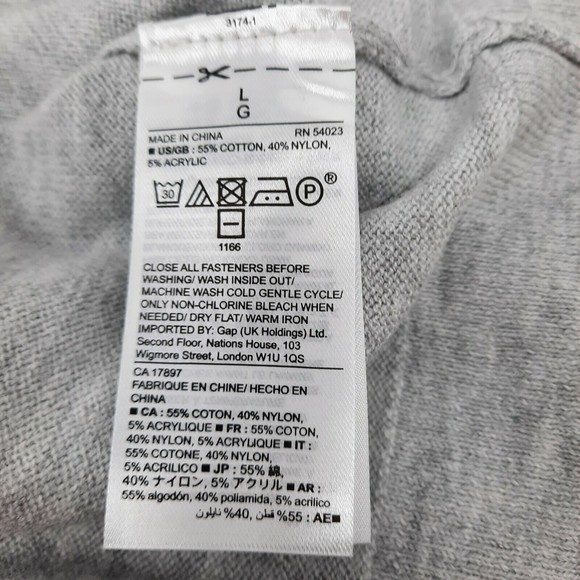 3174-1
L
G
MADE IN CHINA RN 54023
■ US/GB : 55% COTTON, 40% NYLON,
5% ACRYLIC
30 P ®
1166
CLOSE ALL FASTENERS BEFORE
WASHING/ WASH INSIDE OUT/
MACHINE WASH COLD GENTLE CYCLE/
ONLY NON-CHLORINE BLEACH WHEN
NEEDED/ DRY FLAT/ WARM IRON
IMPORTED BY: Gap (UK Holdings) Ltd.
Second Floor, Nations House, 103
Wigmore Street, London W1U 1QS
CA 17897
FABRIQUE EN CHINE/ HECHO EN
CHINA
■ CA : 55% COTON, 40% NYLON,
5% ACRYLIQUE ■ FR : 55% COTON,
40% NYLON, 5% ACRYLIQUE ■ IT :
55% COTONE, 40% NYLON,
5% ACRILICO ■ JP : 55% 綿,
40% ナイロン, 5% アクリル ■ AR :
55% algodón, 40% poliamida, 5% acrílico
■AE : 55% قطن, 40% نايلون